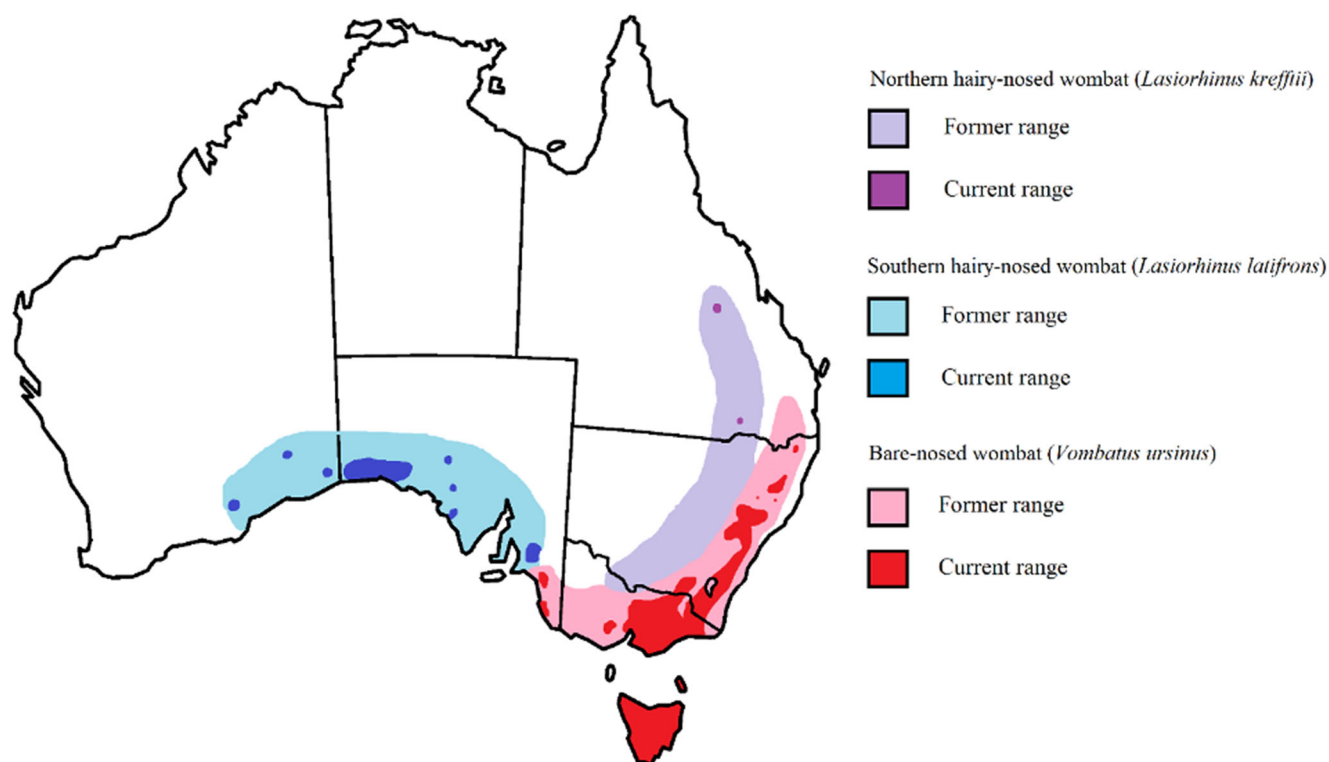 Northern hairy-nosed wombat (Lasiorhinus kreffiii)
Former range
Current range
Southern hairy-nosed wombat (Lasiorhinus latifrons)
Former range
Current range
Bare-nosed wombat (Vombatus ursinus)
Former range
Current range